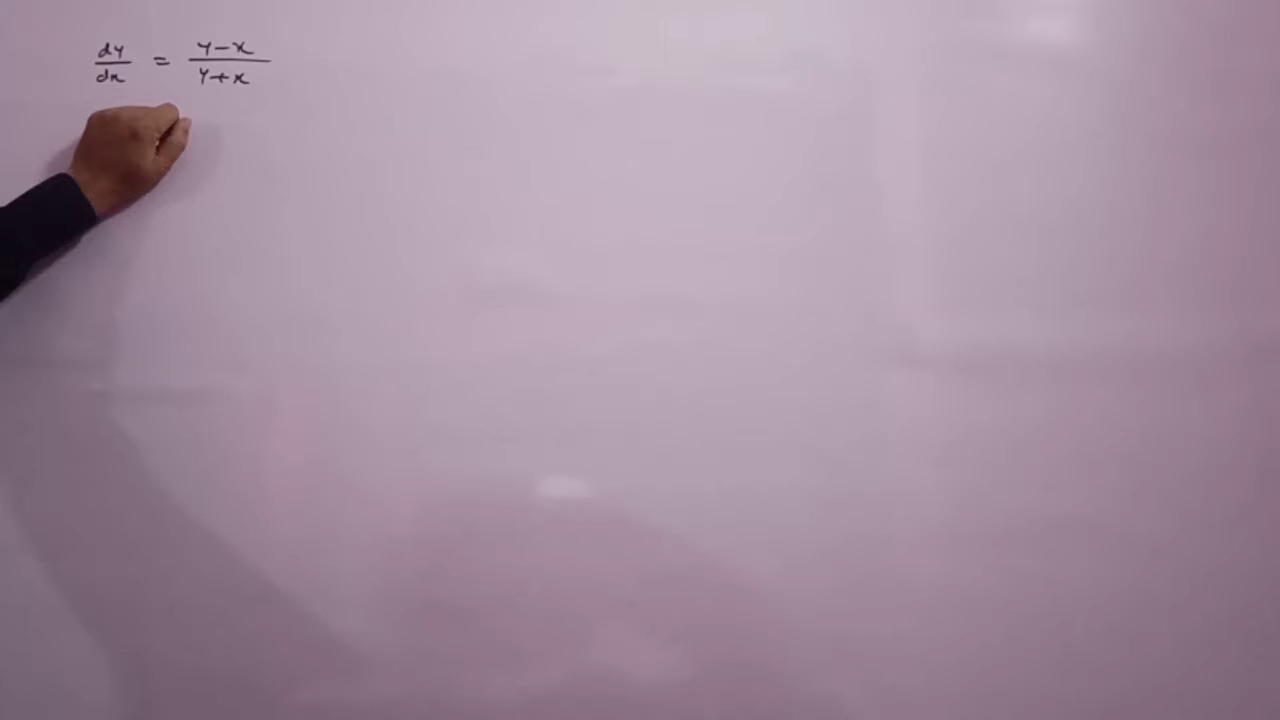 dy/dx = y-x/y+x